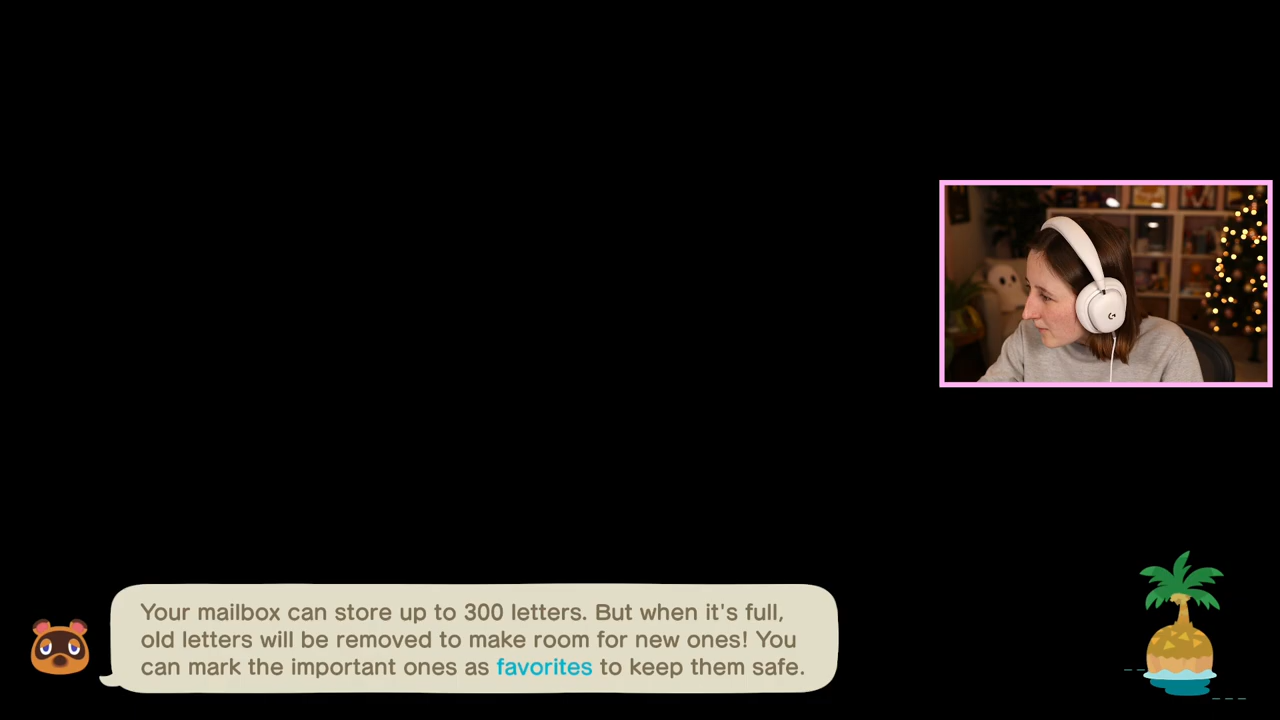 Your mailbox can store up to 300 letters. But when it's full,
old letters will be removed to make room for new ones! You
can mark the important ones as favorites to keep them safe.